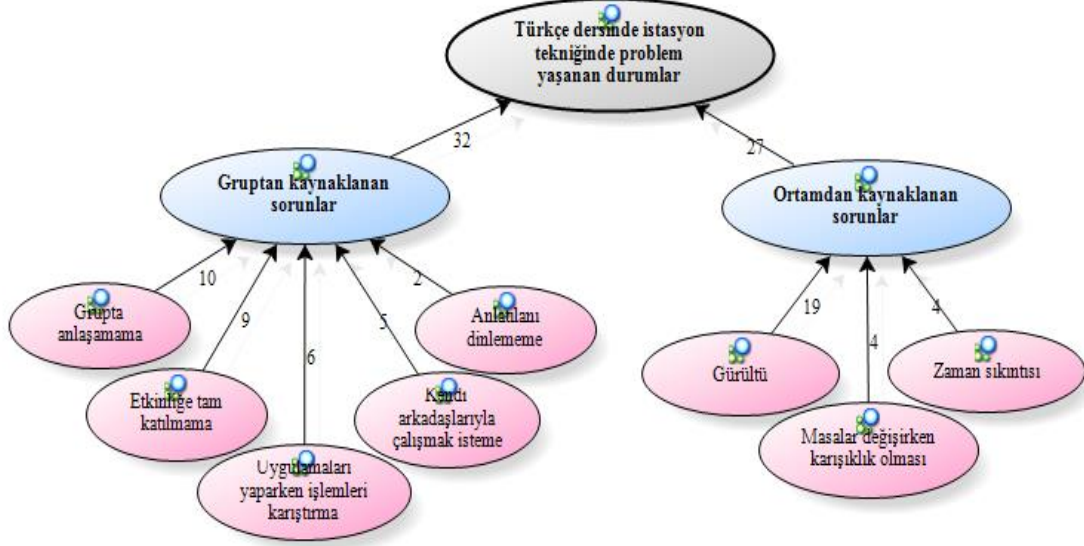 Türkçe dersinde istasyon
tekniğinde problem
yaşanan durumlar
32
27
Gruptan kaynaklanan
sorunlar
Ortamdan kaynaklanan
sorunlar
10
9
6
5
2
19
4
4
Grupta
anlaşamama
Etkinliğe tam
katılmama
Uygulamaları
yaparken işlemleri
karıştırma
Kendi
arkadaşlarıyla
çalışmak isteme
Anlatılanı
dinlememe
Gürültü
Masalar değişirken
karışıklık olması
Zaman sıkıntısı